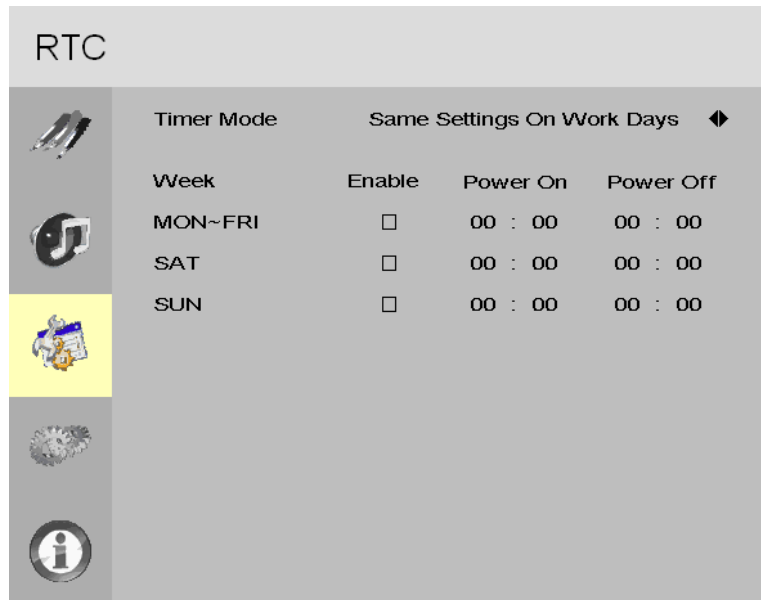 RTC
Timer Mode Same Settings On Work Days
Week Enable Power On Power Off
MON~FRI 00 : 00 00 : 00
SAT 00 : 00 00 : 00
SUN 00 : 00 00 : 00